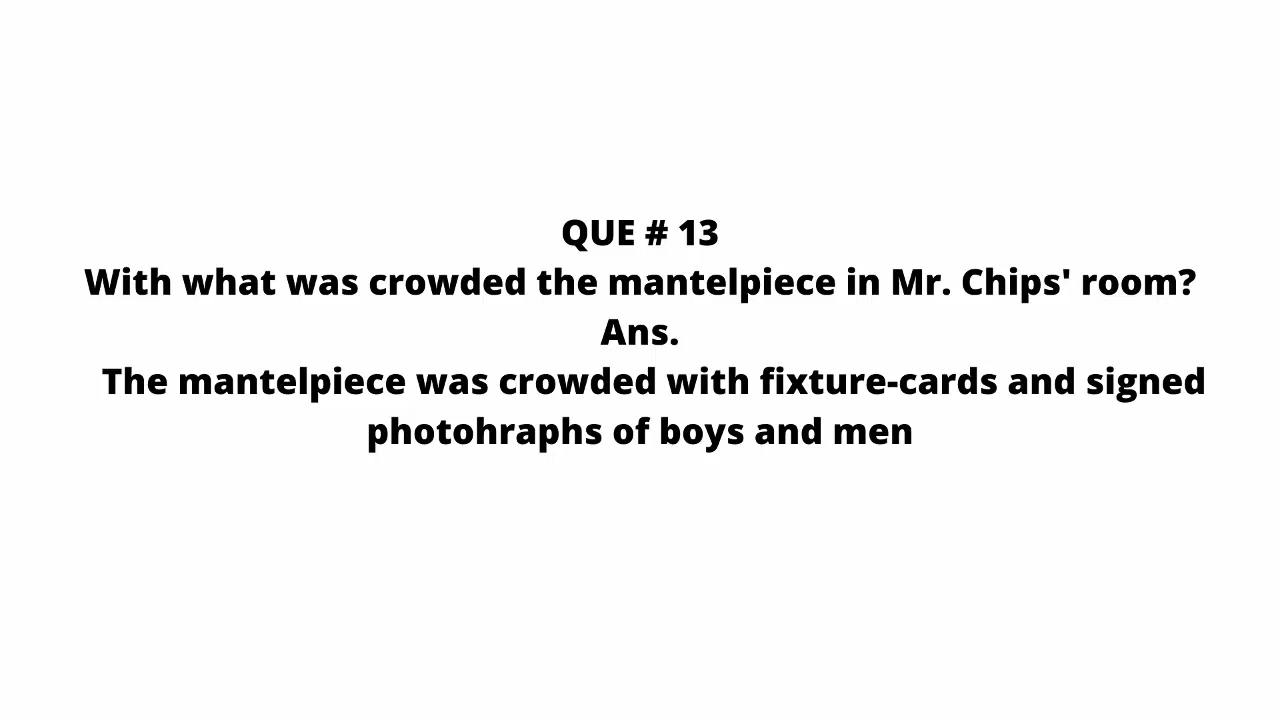 QUE # 13
With what was crowded the mantelpiece in Mr. Chips' room?
Ans.
The mantelpiece was crowded with fixture-cards and signed
photohraphs of boys and men